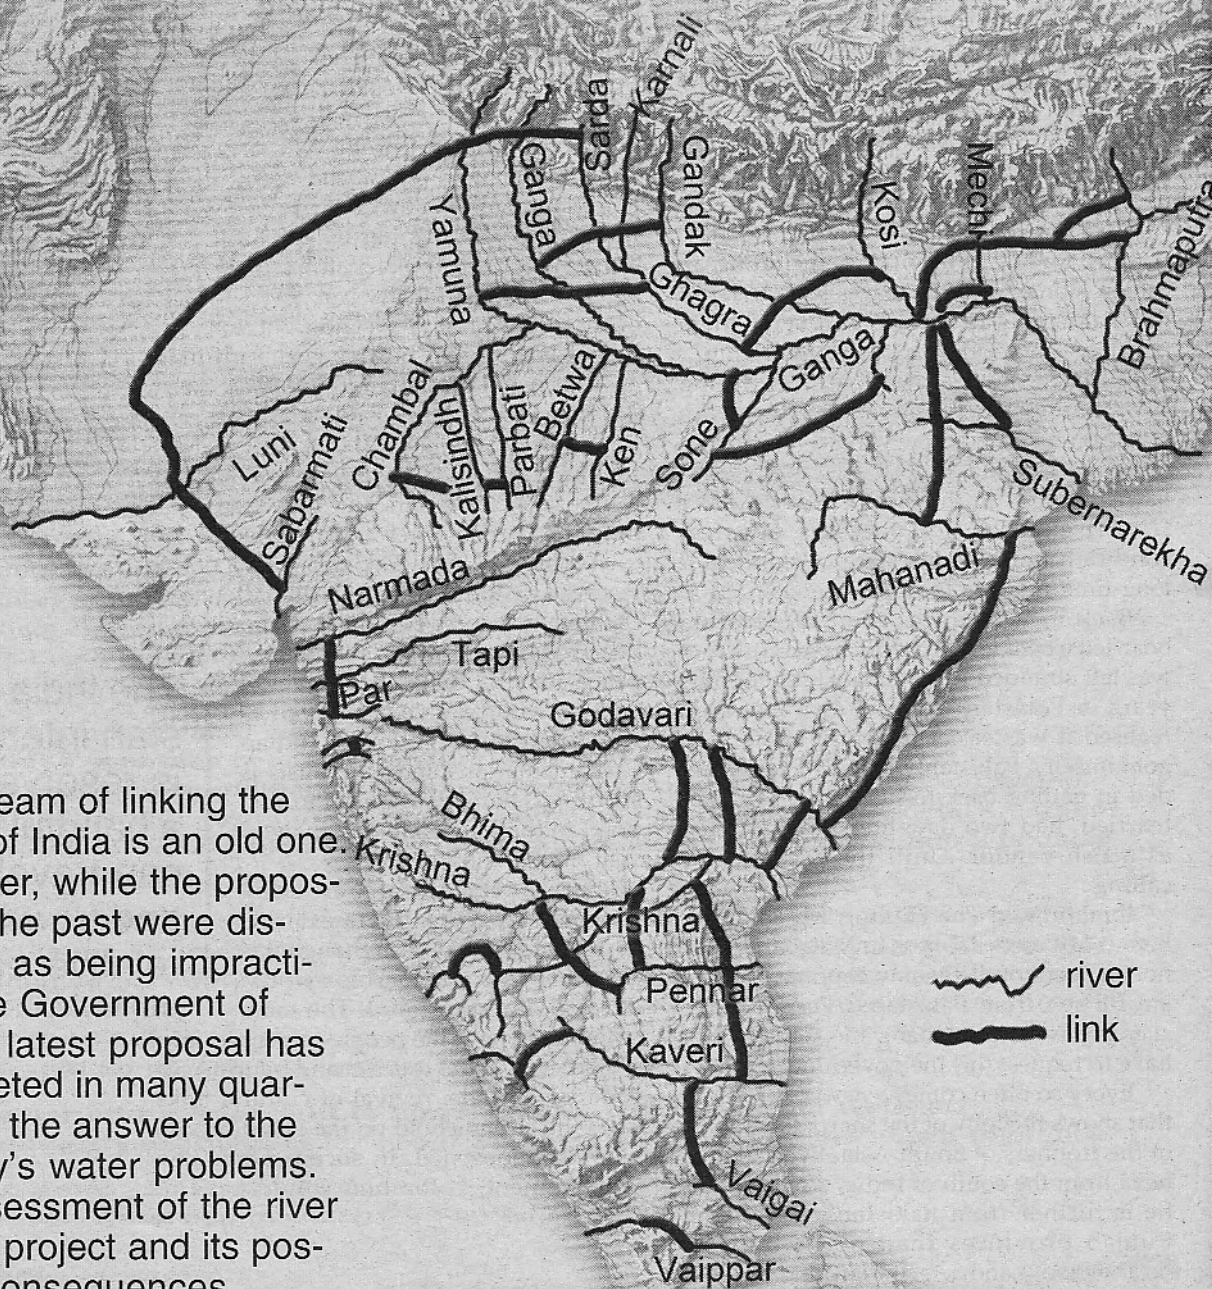 Karnali
Sarda
Gandak
Ganga
Yamuna
Kosi
Mechi
Brahmaputra
Ghagra
Ganga
Luni
Sabarmati
Chambal
Kalisindh
Parbati
Betwa
Ken
Sone
Subernarekha
Narmada
Mahanadi
Tapi
Par
Godavari
Bhima
Krishna
Krishna
Pennar
Kaveri
Vaigai
Vaippar
river
link
eam of linking the
of India is an old one.
er, while the propos-
he past were dis-
as being impracti-
e Government of
latest proposal has
eted in many quar-
the answer to the
y's water problems.
sessment of the river
project and its pos-
onsequences